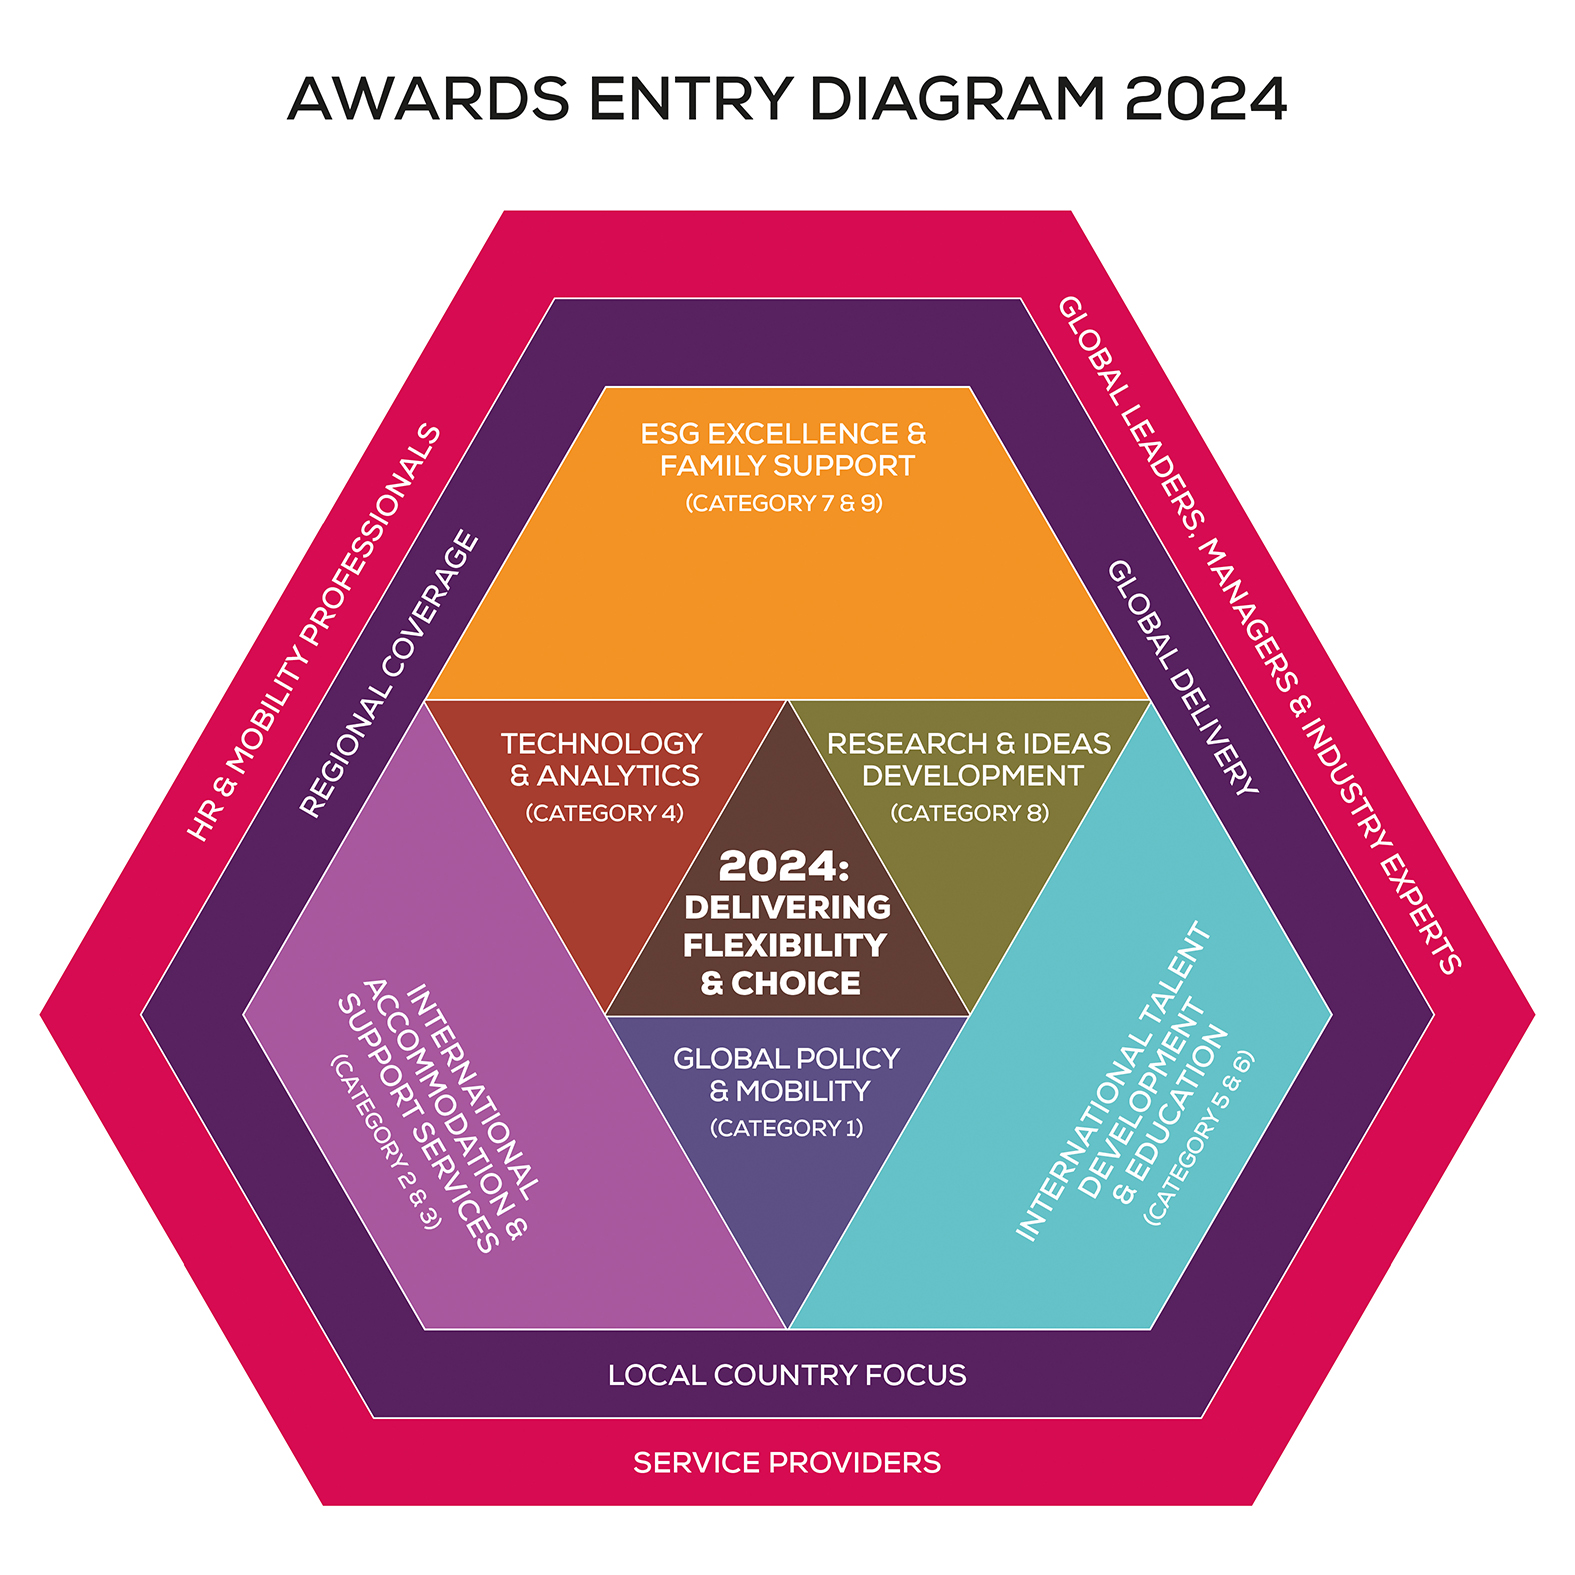 AWARDS ENTRY DIAGRAM 2024
HR & MOBILITY PROFESSIONALS
GLOBAL LEADERS, MANAGERS & INDUSTRY EXPERTS
REGIONAL COVERAGE
GLOBAL DELIVERY
ESG EXCELLENCE &
FAMILY SUPPORT
(CATEGORY 7 & 9)
TECHNOLOGY
& ANALYTICS
(CATEGORY 4)
RESEARCH & IDEAS
DEVELOPMENT
(CATEGORY 8)
2024:
DELIVERING
FLEXIBILITY
& CHOICE
INTERNATIONAL
ACCOMMODATION &
SUPPORT SERVICES
(CATEGORY 2 & 3)
GLOBAL POLICY
& MOBILITY
(CATEGORY 1)
INTERNATIONAL TALENT
DEVELOPMENT
& EDUCATION
(CATEGORY 5 & 6)
LOCAL COUNTRY FOCUS
SERVICE PROVIDERS